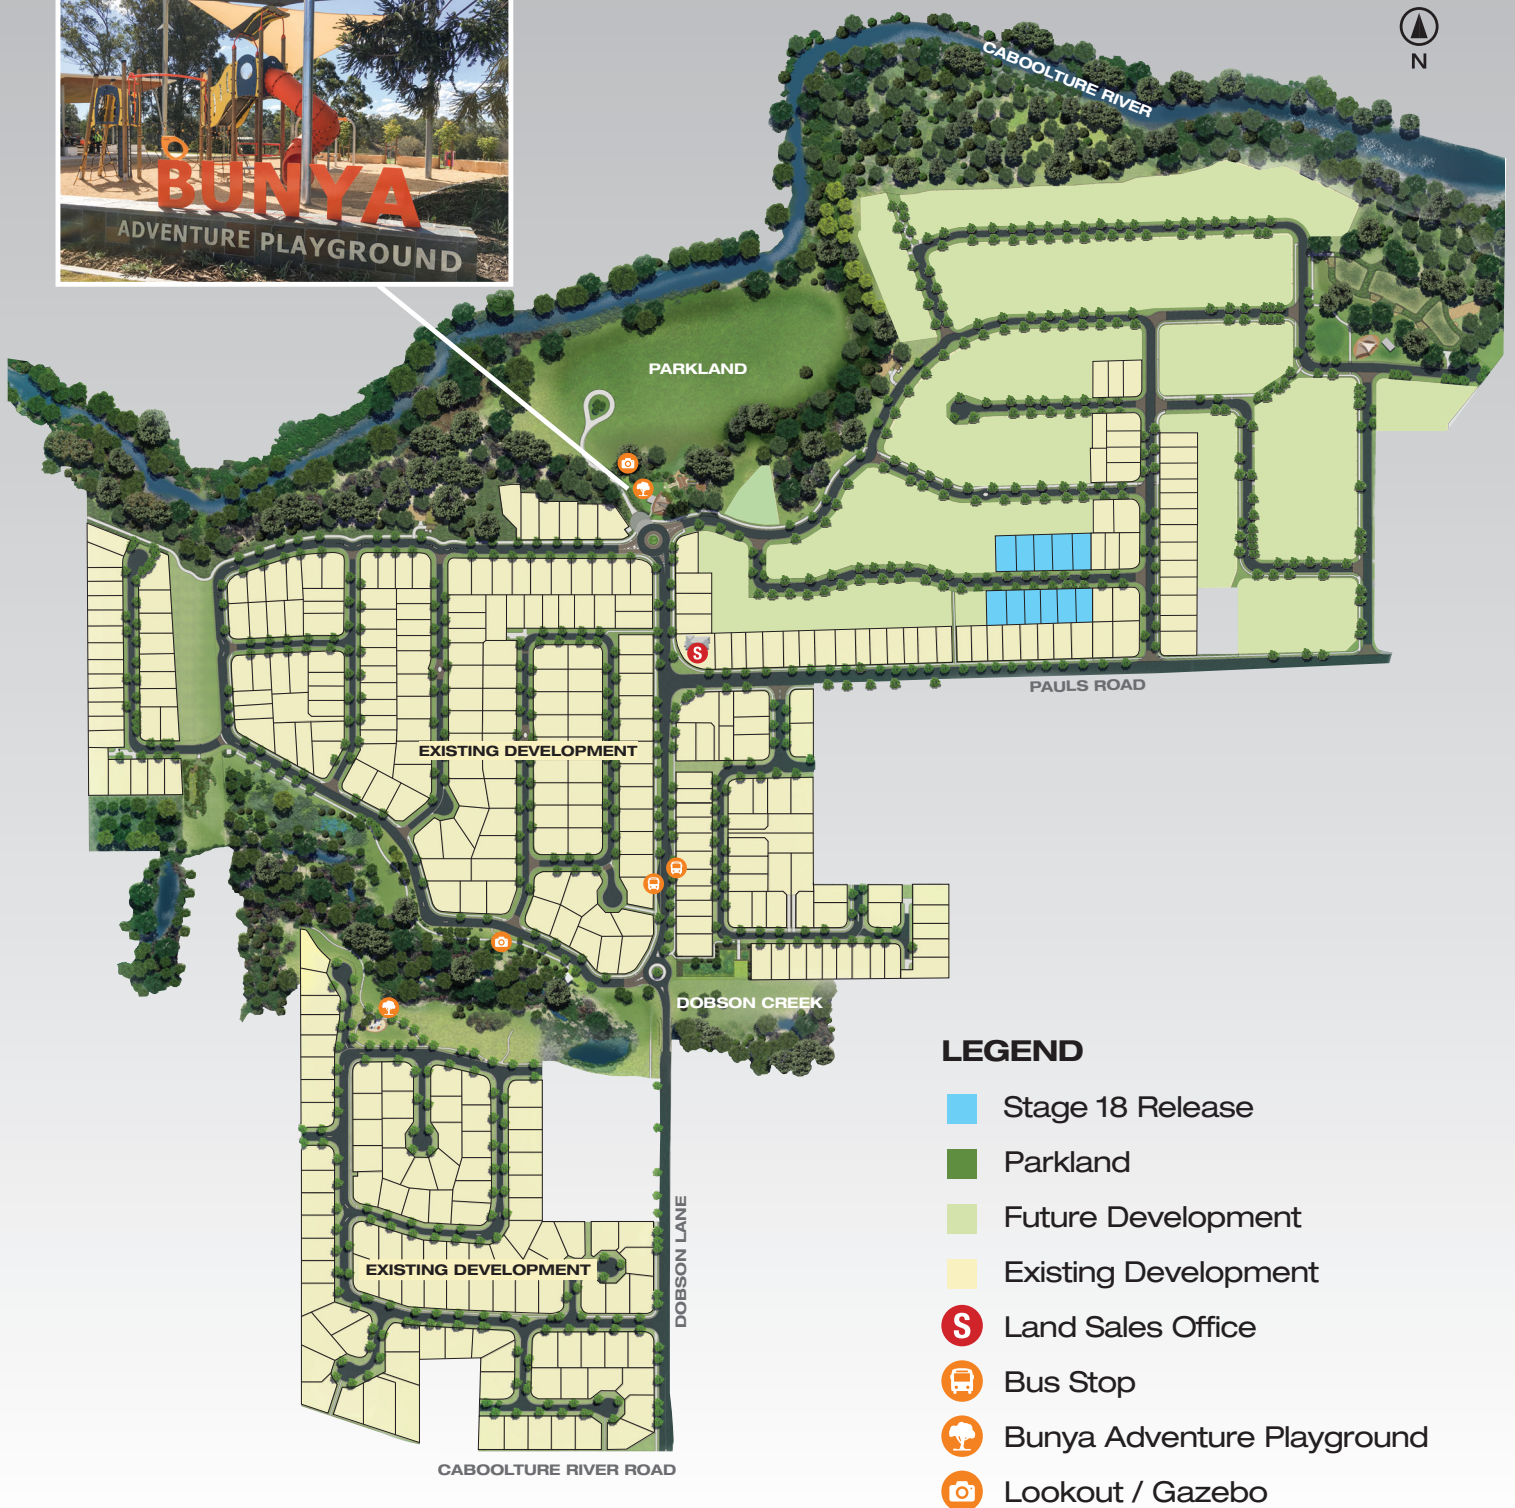 BUNYA
ADVENTURE PLAYGROUND
N
CABOOLTURE RIVER
PARKLAND
S
PAULS ROAD
EXISTING DEVELOPMENT
DOBSON CREEK
DOBSON LANE
EXISTING DEVELOPMENT
CABOOLTURE RIVER ROAD
LEGEND
Stage 18 Release
Parkland
Future Development
Existing Development
S Land Sales Office
Bus Stop
Bunya Adventure Playground
Lookout / Gazebo